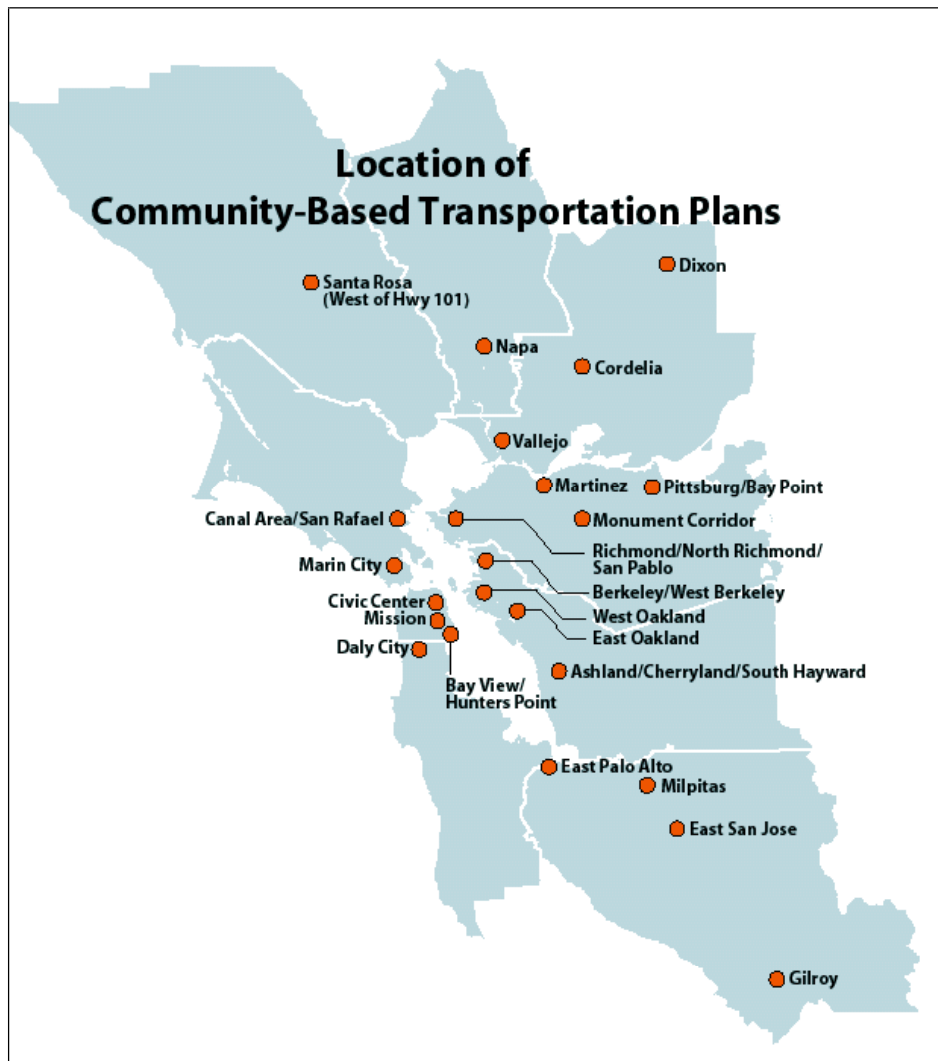 Location of
Community-Based Transportation Plans
Dixon
Santa Rosa
(West of Hwy 101)
Napa
Cordelia
Vallejo
Martinez
Pittsburg/Bay Point
Canal Area/San Rafael
Monument Corridor
Richmond/North Richmond/
San Pablo
Marin City
Berkeley/West Berkeley
Civic Center
West Oakland
Mission
East Oakland
Daly City
Ashland/Cherryland/South Hayward
Bay View/
Hunters Point
East Palo Alto
Milpitas
East San Jose
Gilroy